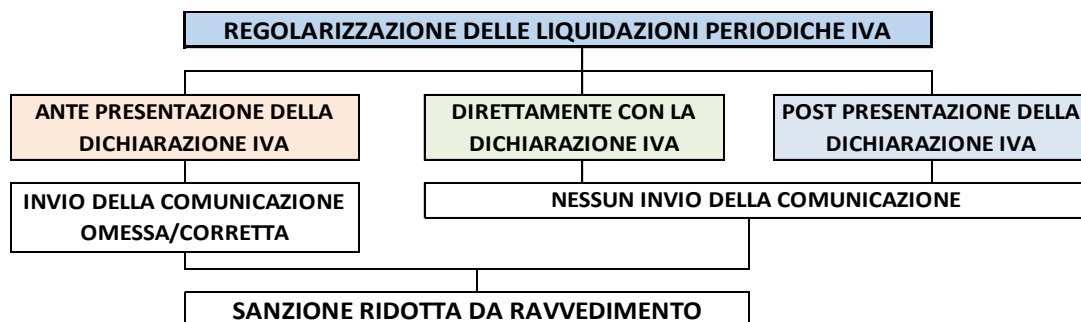 REGOLARIZZAZIONE DELLE LIQUIDAZIONI PERIODICHE IVA
ANTE PRESENTAZIONE DELLA
DICHIARAZIONE IVA
DIRETTAMENTE CON LA
DICHIARAZIONE IVA
POST PRESENTAZIONE DELLA
DICHIARAZIONE IVA
INVIO DELLA COMUNICAZIONE
OMESSA/CORRETTA
NESSUN INVIO DELLA COMUNICAZIONE
SANZIONE RIDOTTA DA RAVVEDIMENTO